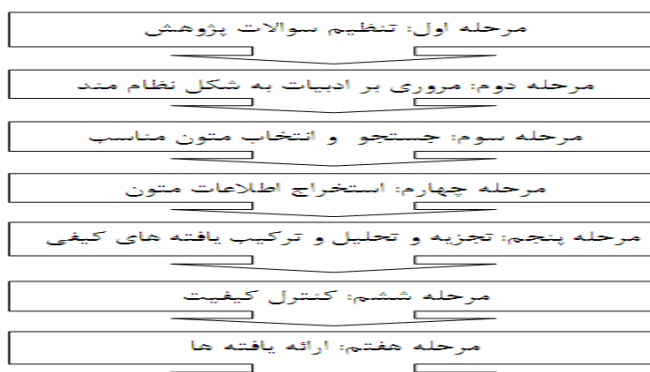 مرحله اول: تنظیم سوالات پژوهش
مرحله دوم: مروری بر ادبیات به شکل نظام مند
مرحله سوم: جستجو و انتخاب متون مناسب
مرحله چهارم: استخراج اطلاعات متون
مرحله پنجم: تجزیه و تحلیل و ترکیب یافته های کیفی
مرحله ششم: کنترل کیفیت
مرحله هفتم: ارائه یافته ها